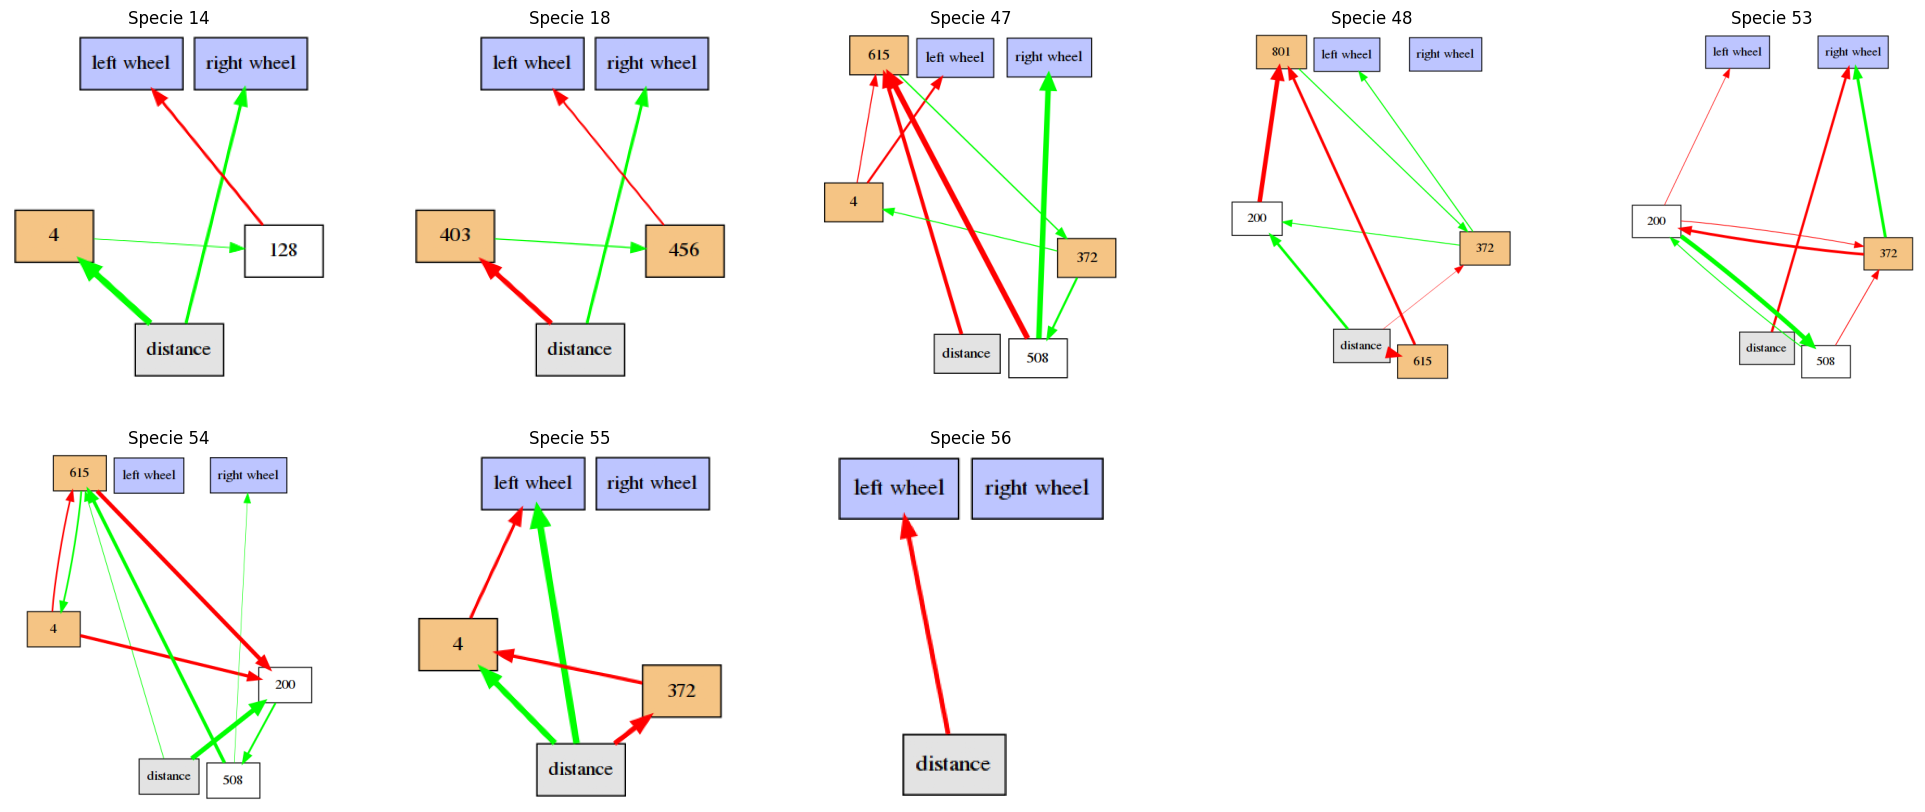 Specie 14
left wheel
right wheel
4
128
distance
Specie 18
left wheel
right wheel
403
456
distance
Specie 47
615
left wheel
right wheel
4
372
distance
508
Specie 48
801
left wheel
right wheel
200
372
distance
615
Specie 53
left wheel
right wheel
200
372
distance
508
Specie 54
615
left wheel
right wheel
4
200
distance
508
Specie 55
left wheel
right wheel
4
372
distance
Specie 56
left wheel
right wheel
distance